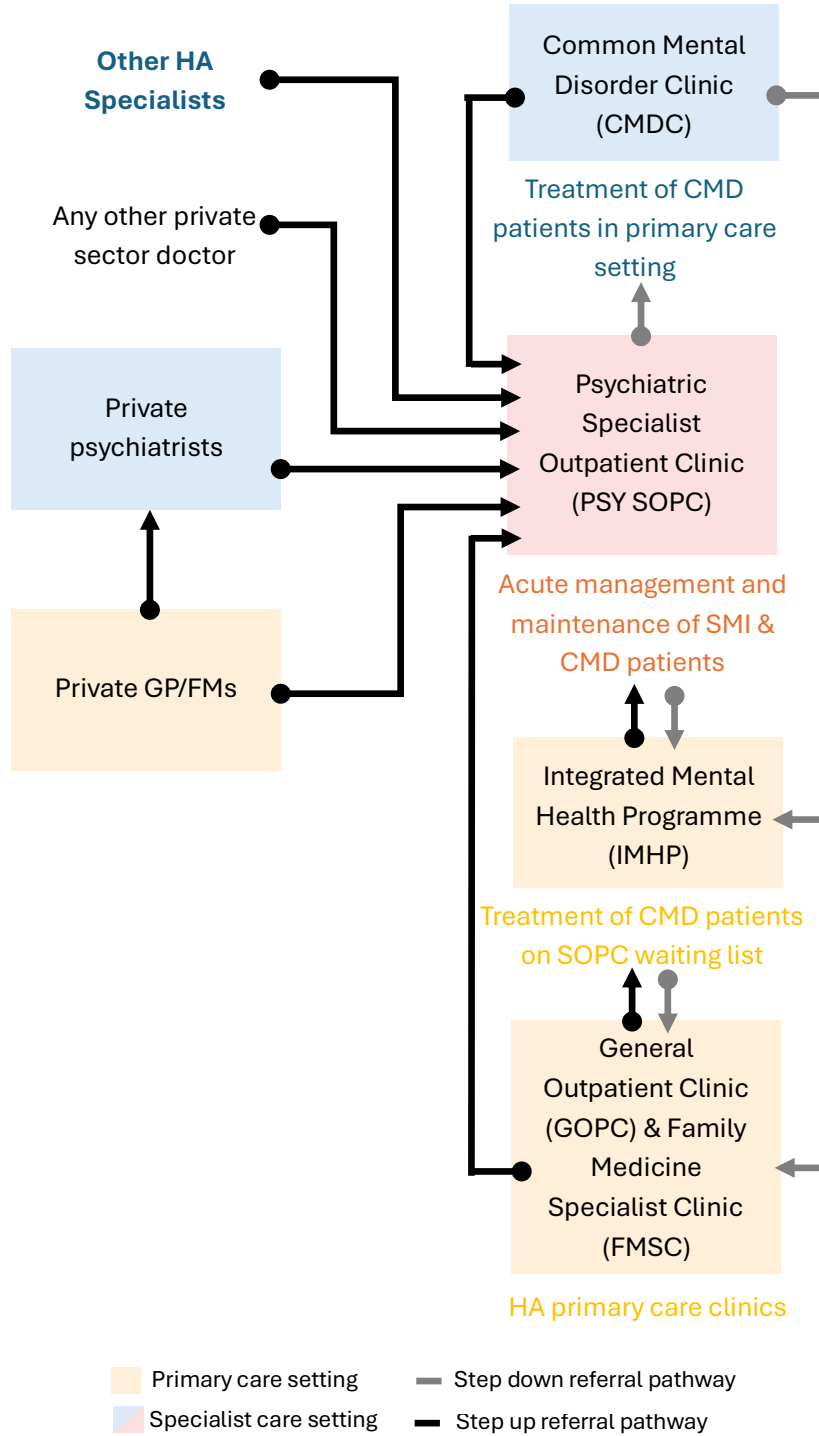 Other HA
Specialists
Common Mental
Disorder Clinic
(CMDC)
Treatment of CMD
patients in primary care
setting
Any other private
sector doctor
Private
psychiatrists
Psychiatric
Specialist
Outpatient Clinic
(PSY SOPC)
Acute management and
maintenance of SMI &
CMD patients
Private GP/FMs
Integrated Mental
Health Programme
(IMHP)
Treatment of CMD patients
on SOPC waiting list
General
Outpatient Clinic
(GOPC) & Family
Medicine
Specialist Clinic
(FMSC)
HA primary care clinics
Primary care setting
Step down referral pathway
Specialist care setting
Step up referral pathway